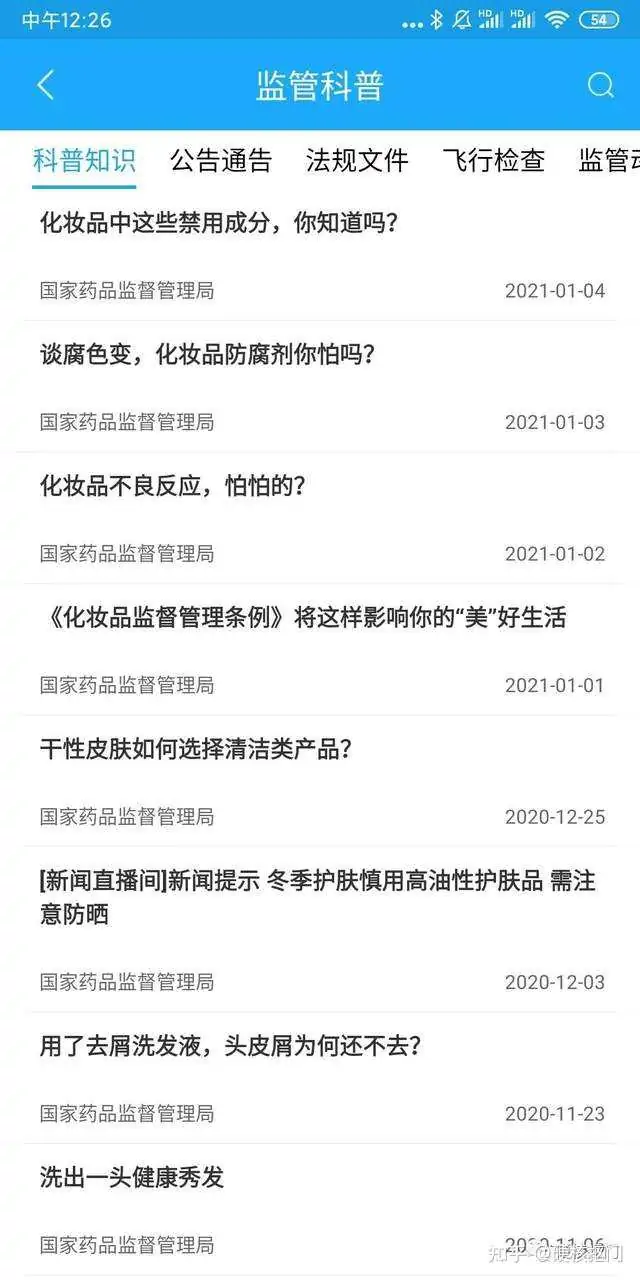 中午12:26
HD
HD
54
监管科普
科普知识 公告通告 法规文件 飞行检查 监管
化妆品中这些禁用成分，你知道吗？
国家药品监督管理局 2021-01-04
谈腐色变，化妆品防腐剂你怕吗？
国家药品监督管理局 2021-01-03
化妆品不良反应，怕怕的？
国家药品监督管理局 2021-01-02
《化妆品监督管理条例》将这样影响你的“美”好生活
国家药品监督管理局 2021-01-01
干性皮肤如何选择清洁类产品？
国家药品监督管理局 2020-12-25
[新闻直播间]新闻提示 冬季护肤慎用高油性护肤品 需注
意防晒
国家药品监督管理局 2020-12-03
用了去屑洗发液，头皮屑为何还不去？
国家药品监督管理局 2020-11-23
洗出一头健康秀发
国家药品监督管理局 2020-11-06
知乎 @硬核抠门